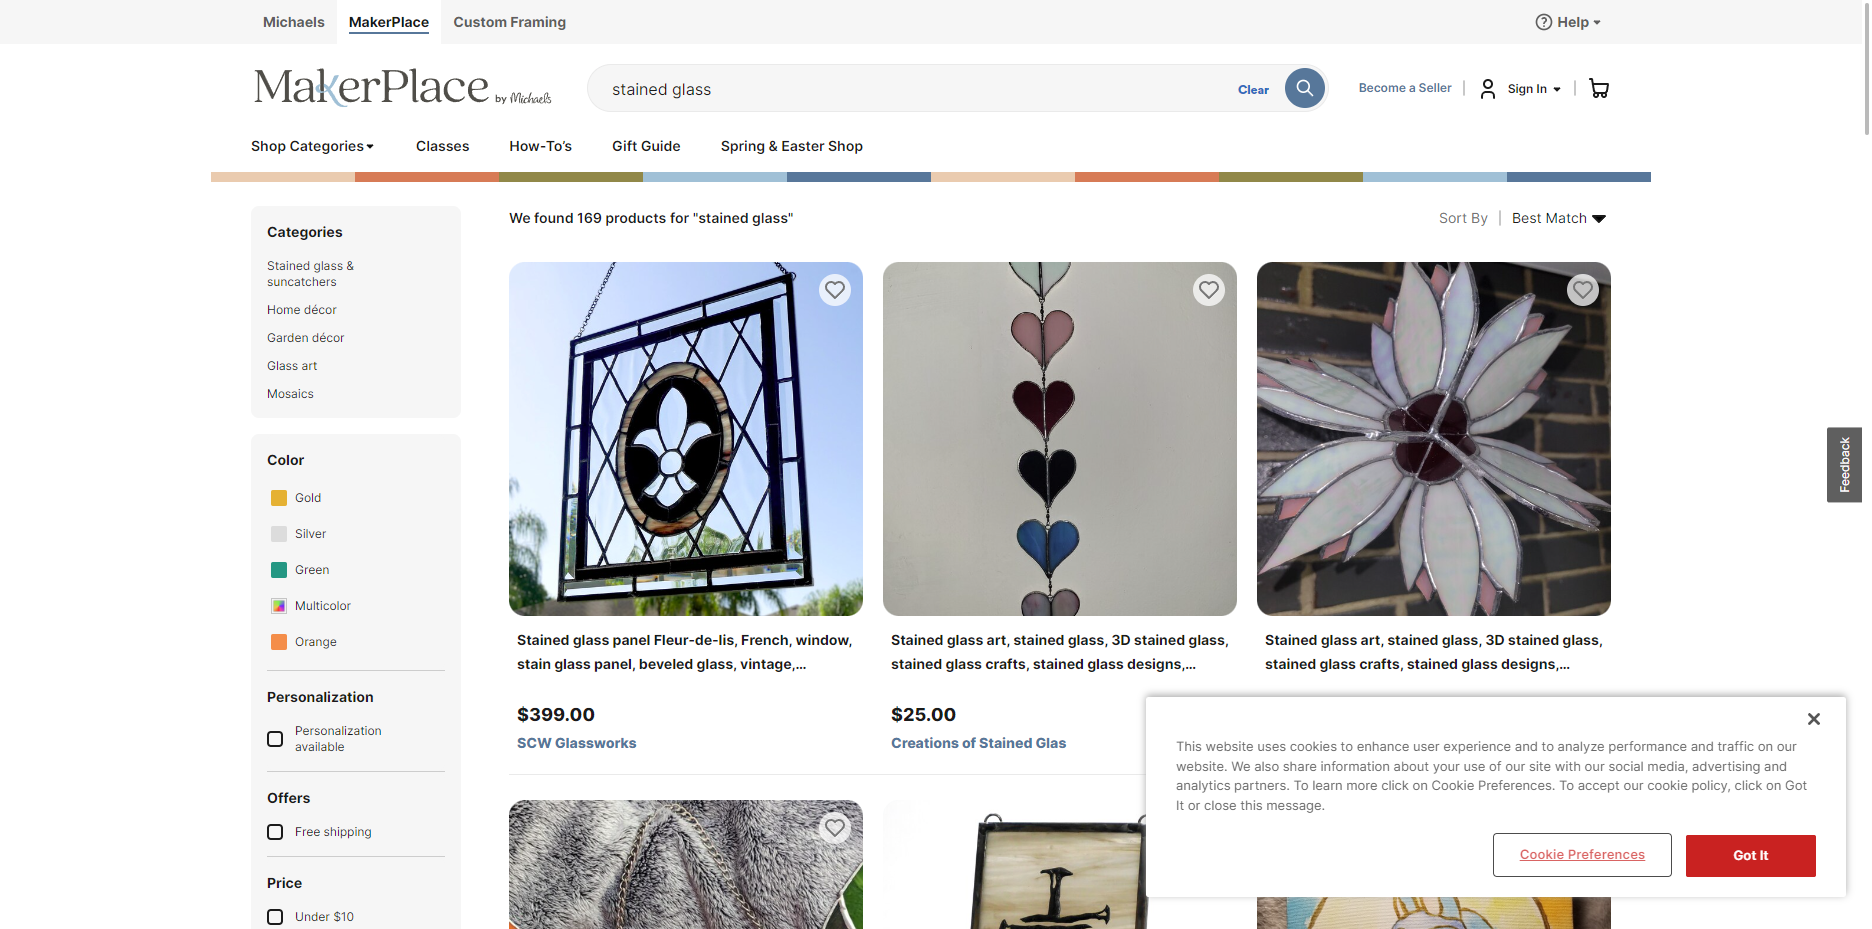 Michaels
MakerPlace
Custom Framing
Help
MakerPlace by Michaels
stained glass
Clear
Become a Seller
Sign In
Shop Categories
Classes
How-To's
Gift Guide
Spring & Easter Shop
Categories
Stained glass &
suncatchers
Home décor
Garden décor
Glass art
Mosaics
Color
Gold
Silver
Green
Multicolor
Orange
Personalization
Personalization
available
Offers
Free shipping
Price
Under $10
We found 169 products for "stained glass"
Sort By
Best Match
Stained glass panel Fleur-de-lis, French, window,
stain glass panel, beveled glass, vintage,...
$399.00
SCW Glassworks
Stained glass art, stained glass, 3D stained glass,
stained glass crafts, stained glass designs,...
$25.00
Creations of Stained Glas
Stained glass art, stained glass, 3D stained glass,
stained glass crafts, stained glass designs,...
Feedback
This website uses cookies to enhance user experience and to analyze performance and traffic on our
website. We also share information about your use of our site with our social media, advertising and
analytics partners. To learn more click on Cookie Preferences. To accept our cookie policy, click on Got
It or close this message.
Cookie Preferences
Got It